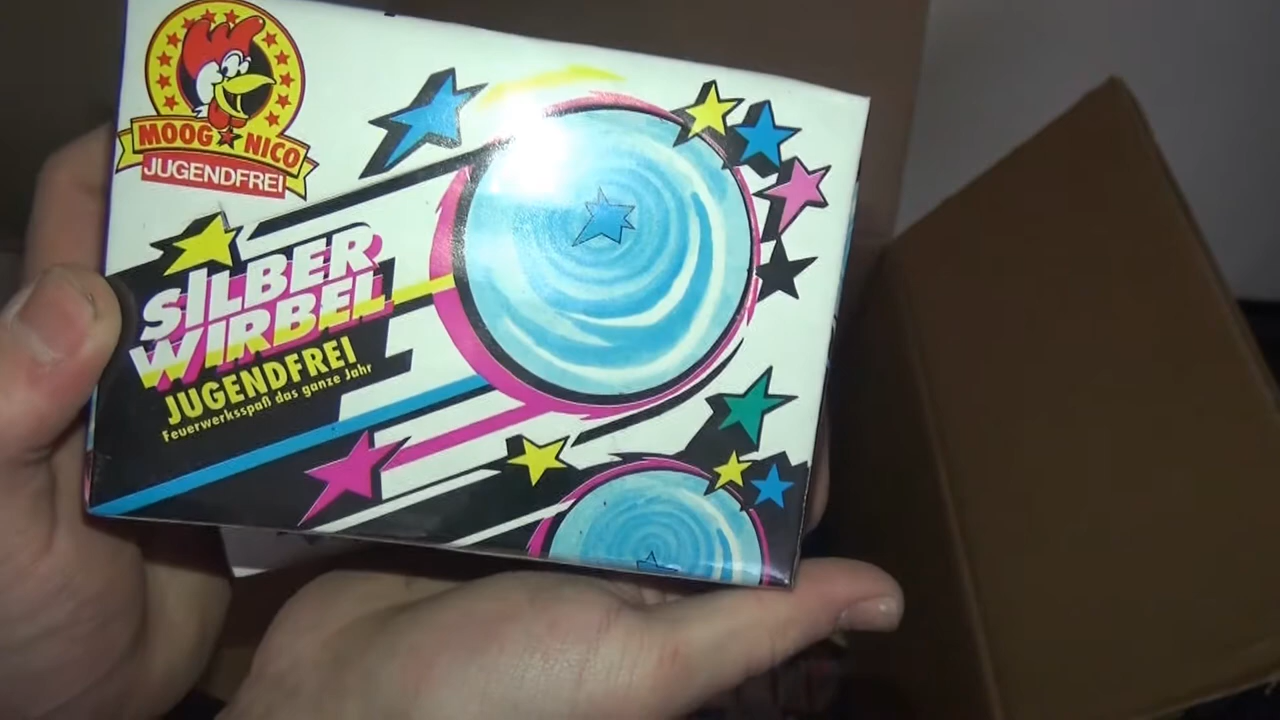 MOOG NICO
JUGENDFREI
SILBER
WIRBEL
JUGENDFREI
Feuerwerksspaß das ganze Jahr